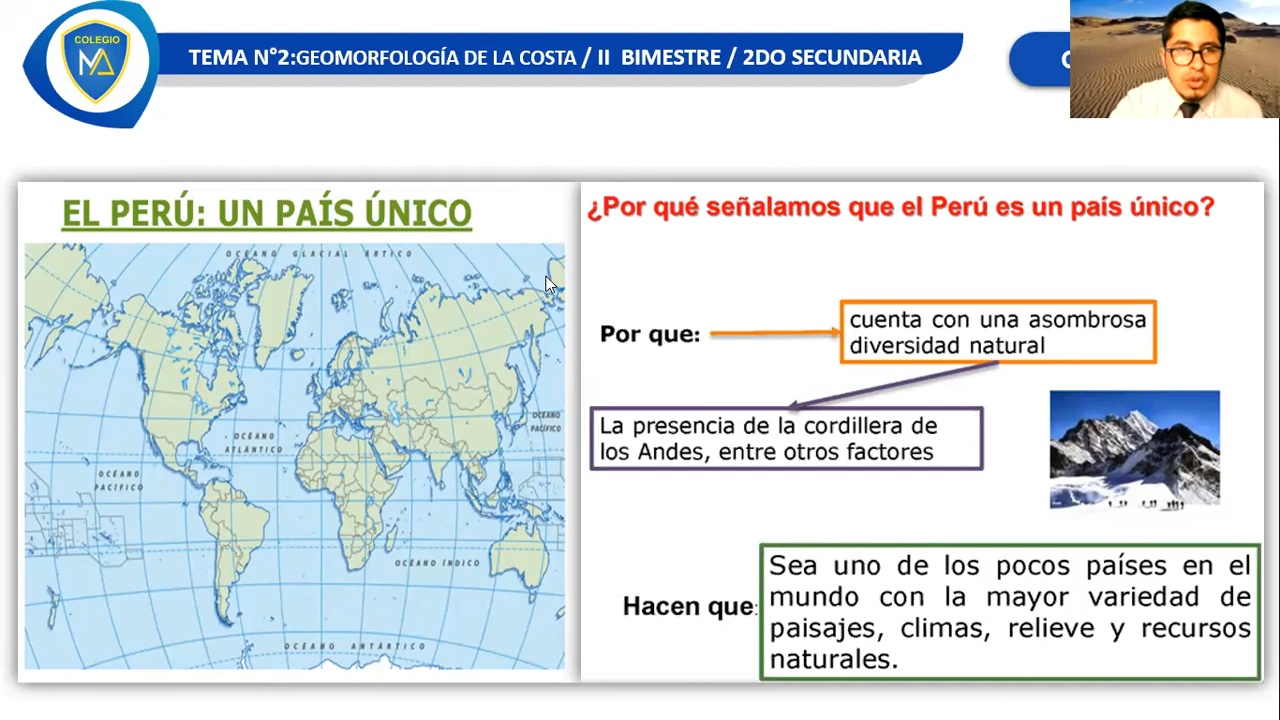 COLEGIO
MA
TEMA N°2:GEOMORFOLOGÍA DE LA COSTA / II BIMESTRE / 2DO SECUNDARIA
EL PERÚ: UN PAÍS ÚNICO
OCÉANO GLACIAL ÁRTICO
OCÉANO
PACÍFICO
OCÉANO
ATLÁNTICO
OCÉANO
PACÍFICO
OCÉANO ÍNDICO
OCÉANO ANTÁRTICO
¿Por qué señalamos que el Perú es un país único?
Por que:
cuenta con una asombrosa
diversidad natural
La presencia de la cordillera de
los Andes, entre otros factores
Hacen que:
Sea uno de los pocos países en el
mundo con la mayor variedad de
paisajes, climas, relieve y recursos
naturales.